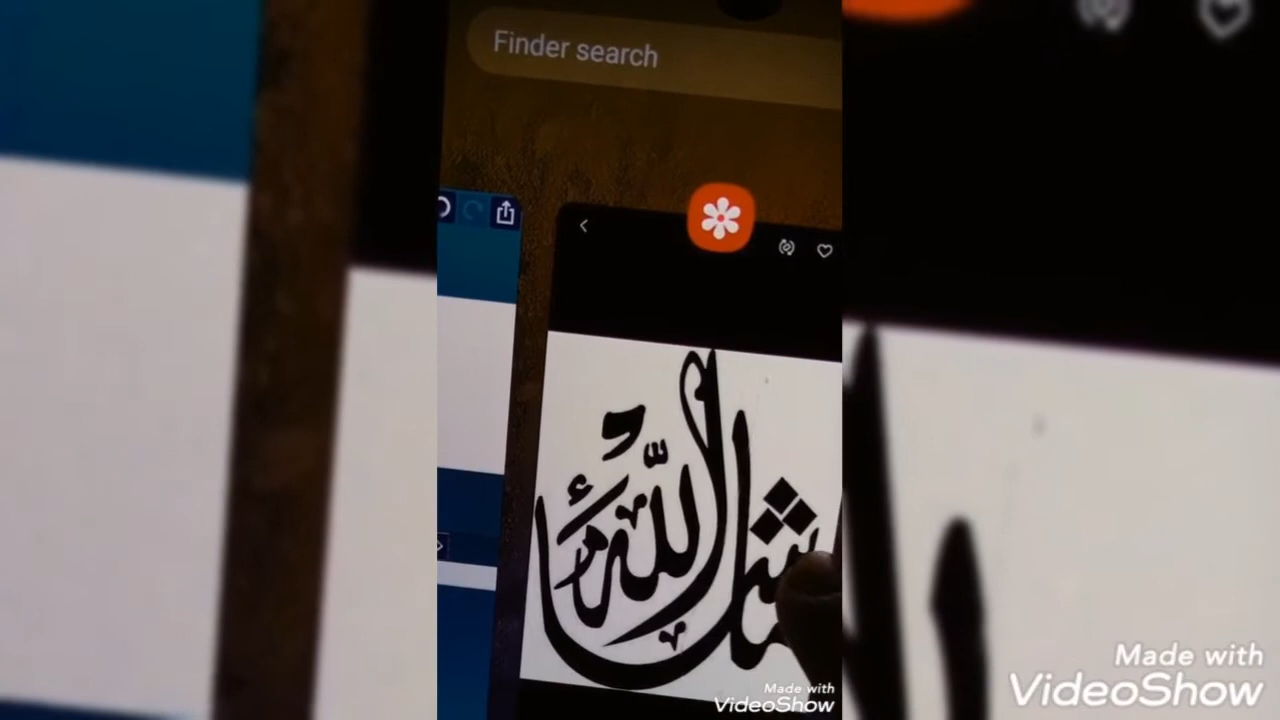 Finder search
ما شاء الله
Made with
VideoShow
Made with
VideoShow